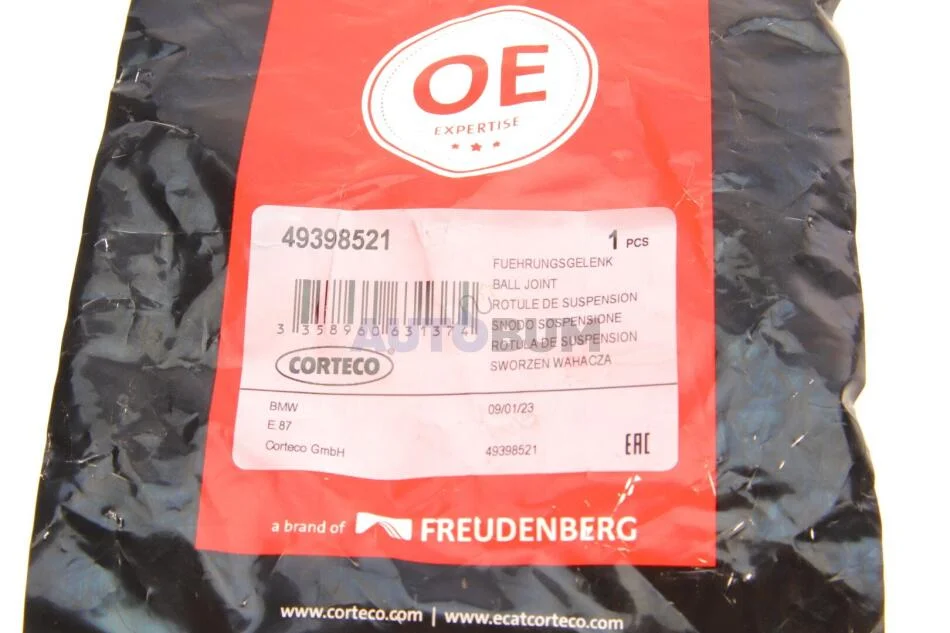 OE
EXPERTISE
49398521
1 PCS
FUEHRUNGSGELENK
BALL JOINT
ROTULE DE SUSPENSION
SNODO SOSPENSIONE
ROTULA DE SUSPENSION
SWORZEN WAHACZA
3 358960 631374
AUTOBUM
CORTECO®
BMW
09/01/23
E.87
Corteco GmbH
49398521
EAC
a brand of FREUDENBERG
www.corteco.com | www.ecatcorteco.com